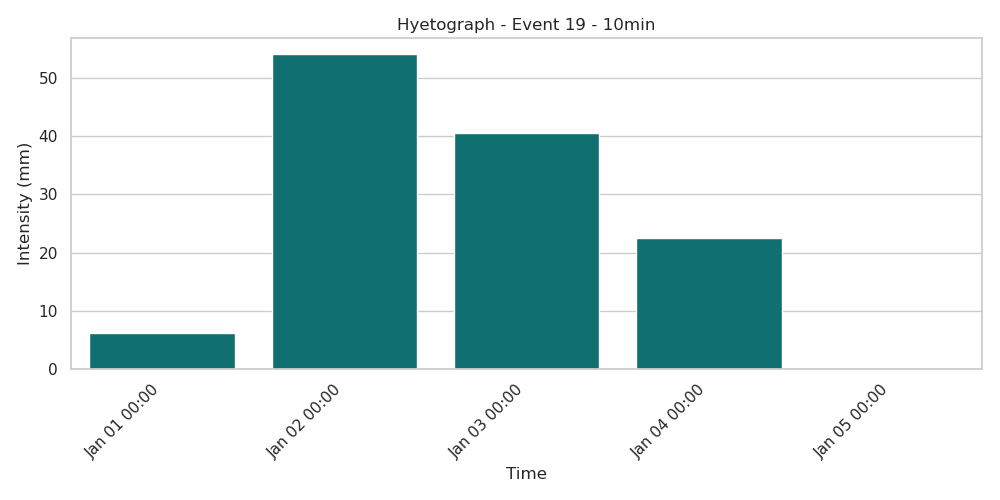 Hyetograph - Event 19 - 10min
Intensity (mm)
50
40
30
20
10
0
Jan 01 00:00
Jan 02 00:00
Jan 03 00:00
Jan 04 00:00
Jan 05 00:00
Time